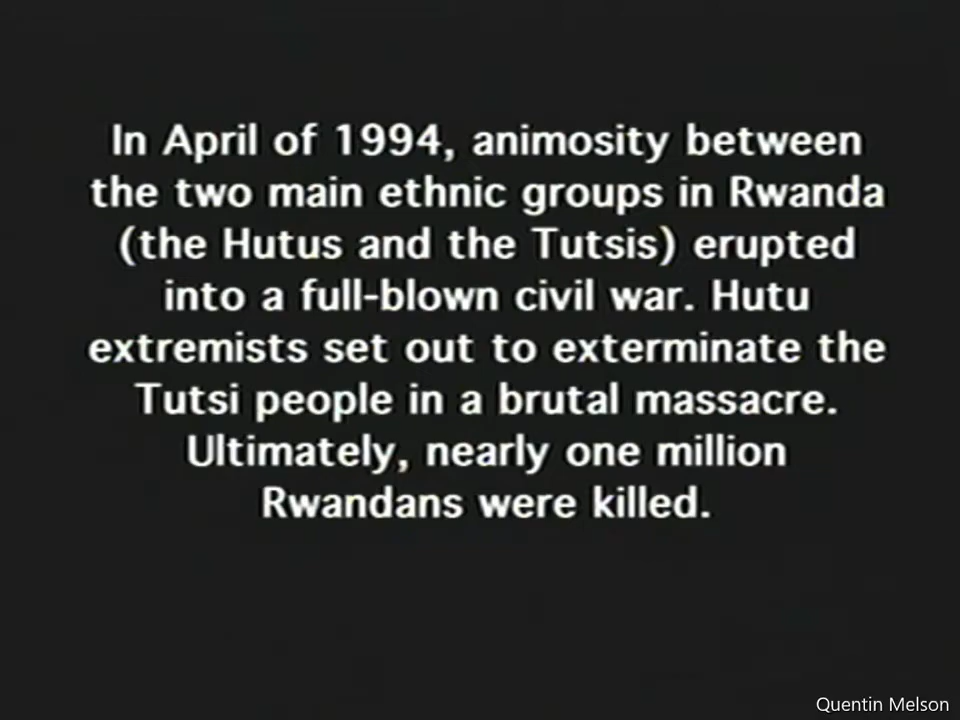 In April of 1994, animosity between
the two main ethnic groups in Rwanda
(the Hutus and the Tutsis) erupted
into a full-blown civil war. Hutu
extremists set out to exterminate the
Tutsi people in a brutal massacre.
Ultimately, nearly one million
Rwandans were killed.
Quentin Melson